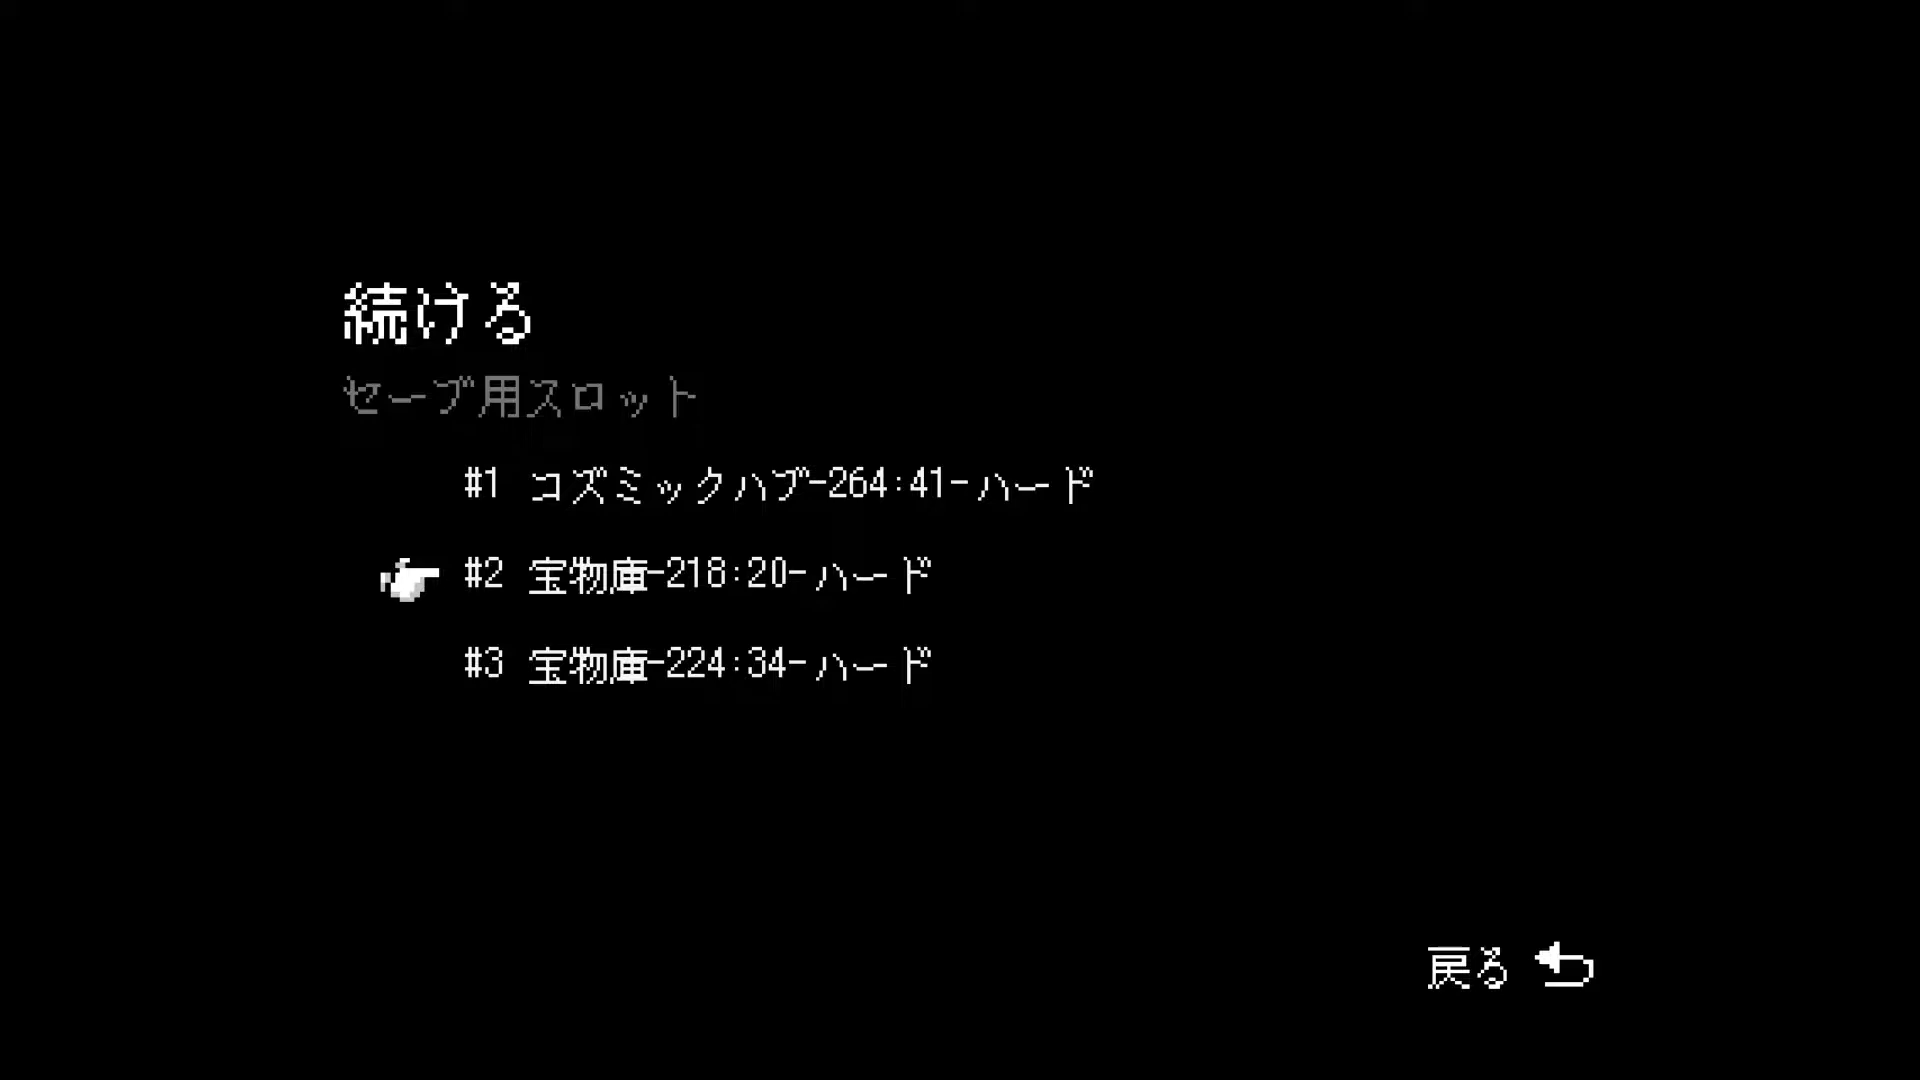 続ける
セーブ用スロット
#1 コズミックハブ-264:41-ハード
#2 宝物庫-218:20-ハード
#3 宝物庫-224:34-ハード
戻る